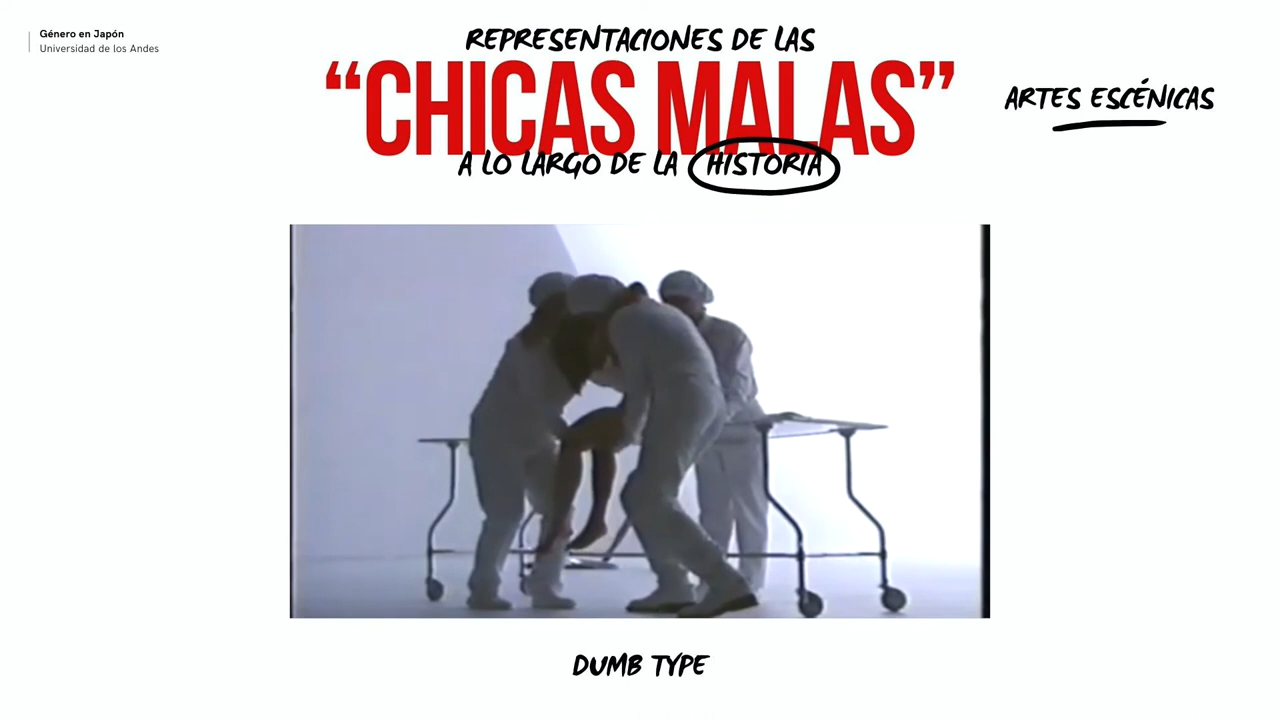 Género en Japón
Universidad de los Andes
REPRESENTACIONES DE LAS
“CHICAS MALAS”
A LO LARGO DE LA HISTORIA
ARTES ESCÉNICAS
DUMB TYPE